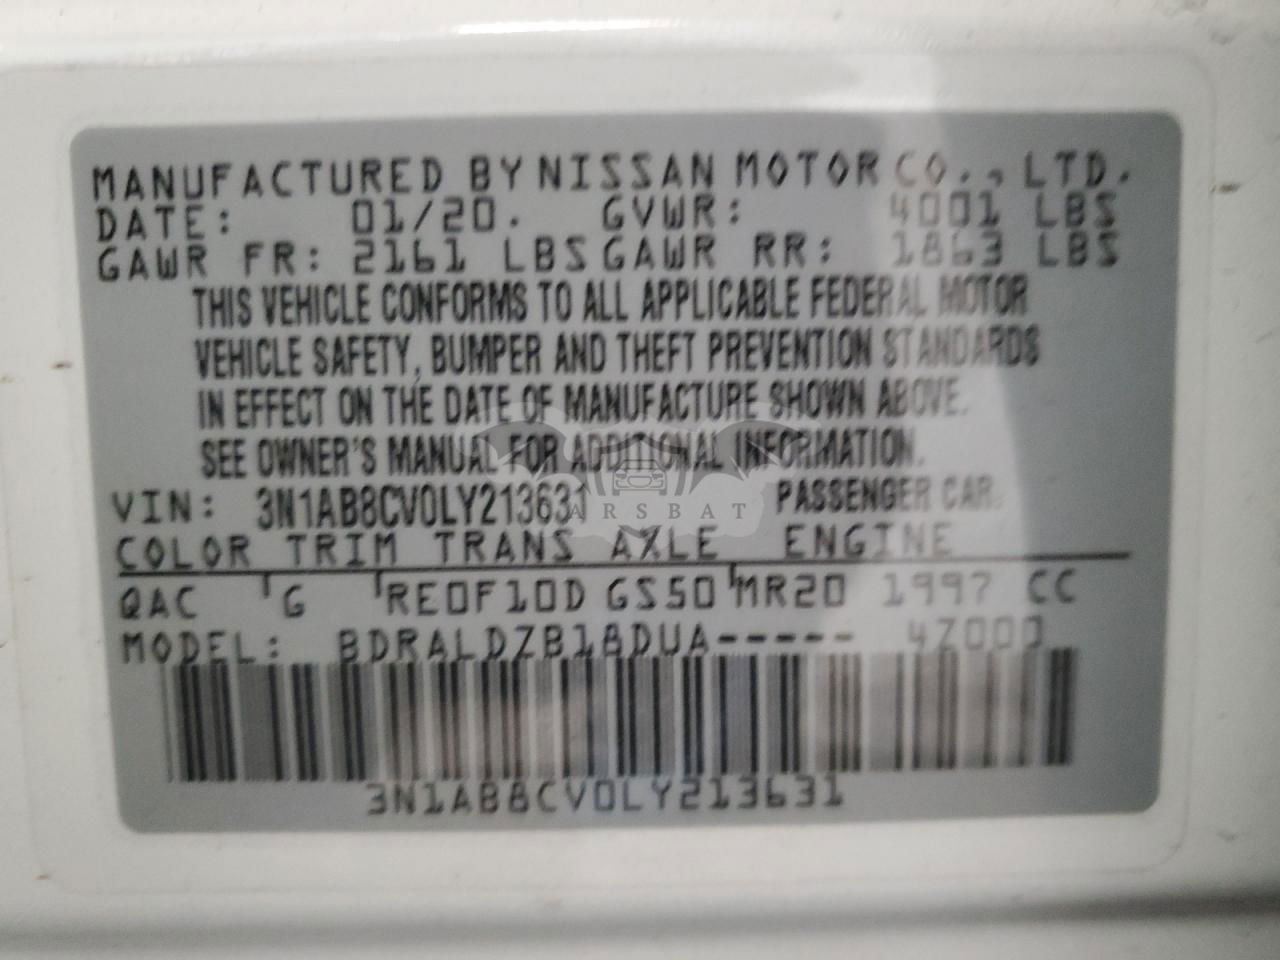 MANUFACTURED BY NISSAN MOTOR CO., LTD.
DATE: 01/20. GVWR: 4001 LBS
GAWR FR: 2161 LBS GAWR RR: 1863 LBS
THIS VEHICLE CONFORMS TO ALL APPLICABLE FEDERAL MOTOR
VEHICLE SAFETY, BUMPER AND THEFT PREVENTION STANDARDS
IN EFFECT ON THE DATE OF MANUFACTURE SHOWN ABOVE.
SEE OWNER'S MANUAL FOR ADDITIONAL INFORMATION.
VIN: 3N1AB8CV0LY213631 PASSENGER CAR
ARSBAT
COLOR TRIM TRANS AXLE ENGINE
QAC G RE0F10D GS50 MR20 1997 CC
MODEL: BDRALDZB18DUA----- 4Z000
3N1AB8CV0LY213631